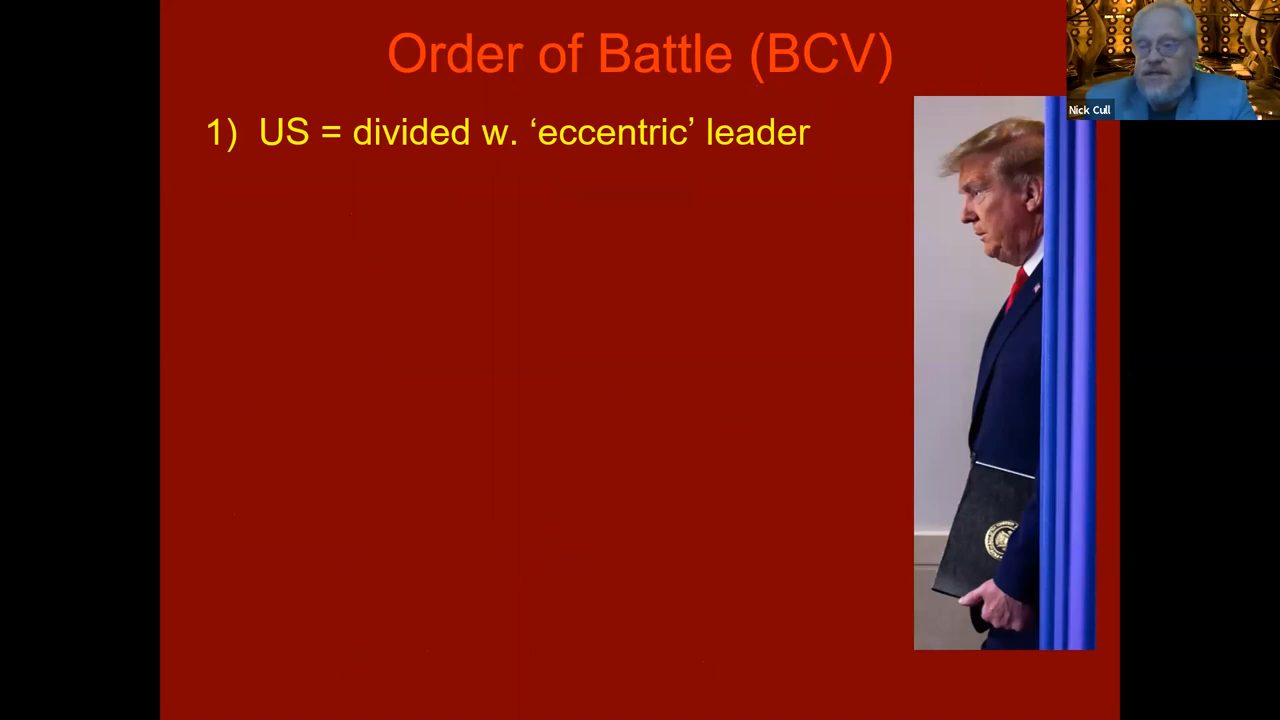 Order of Battle (BCV)
Nick Cull
1) US = divided w. ‘eccentric’ leader